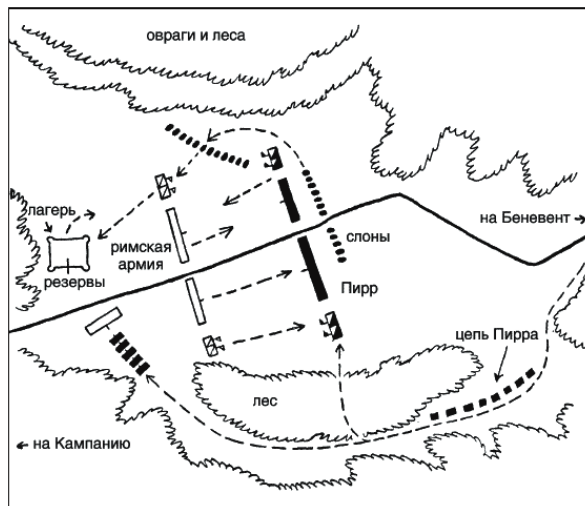 овраги и леса
лагерь
римская
армия
резервы
слоны
на Беневент
Пирр
цепь Пирра
лес
на Кампанию